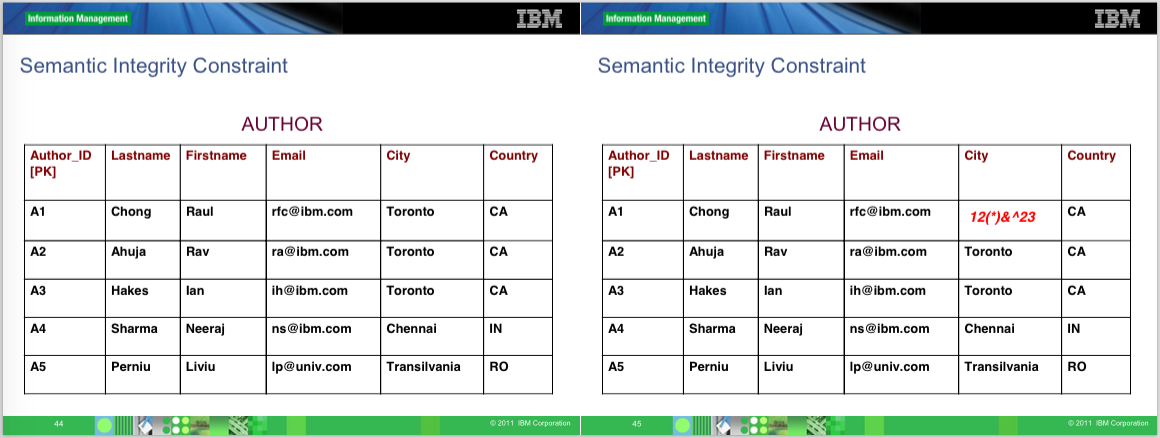 Information Management IBM
Semantic Integrity Constraint
AUTHOR
Author_ID [PK] Lastname Firstname Email City Country
A1 Chong Raul rfc@ibm.com Toronto CA
A2 Ahuja Rav ra@ibm.com Toronto CA
A3 Hakes Ian ih@ibm.com Toronto CA
A4 Sharma Neeraj ns@ibm.com Chennai IN
A5 Perniu Liviu lp@univ.com Transilvania RO
44 © 2011 IBM Corporation
Information Management IBM
Semantic Integrity Constraint
AUTHOR
Author_ID [PK] Lastname Firstname Email City Country
A1 Chong Raul rfc@ibm.com 12(*)&^23 CA
A2 Ahuja Rav ra@ibm.com Toronto CA
A3 Hakes Ian ih@ibm.com Toronto CA
A4 Sharma Neeraj ns@ibm.com Chennai IN
A5 Perniu Liviu lp@univ.com Transilvania RO
45 © 2011 IBM Corporation